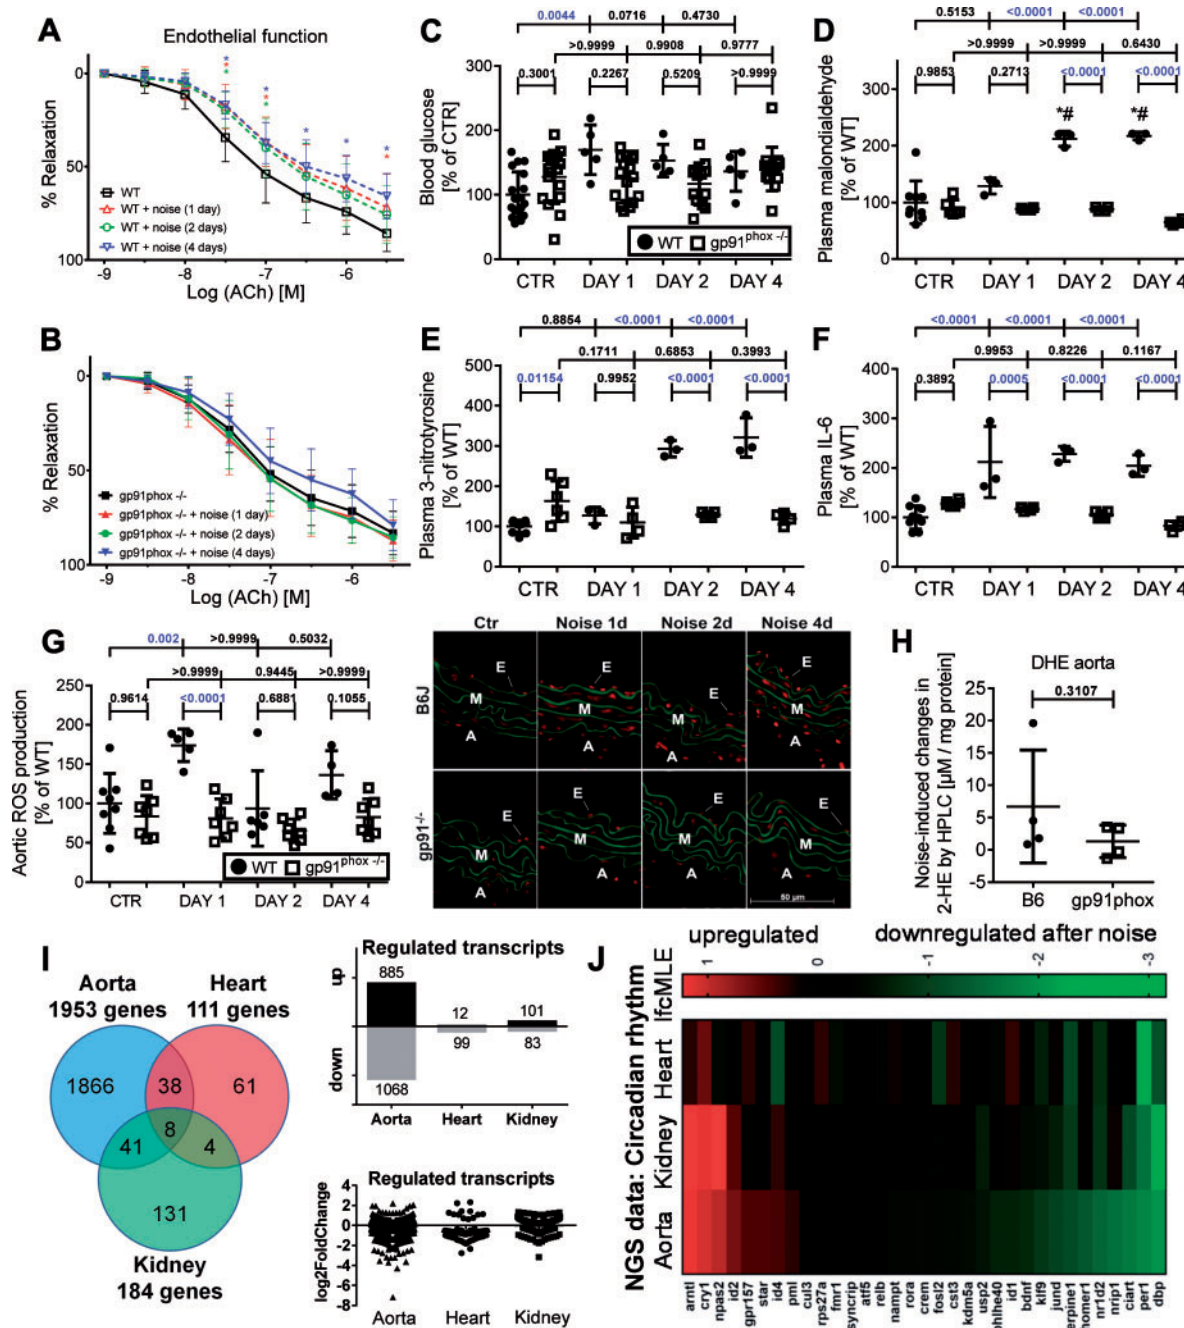 A
Endothelial function
0
50
100
% Relaxation
WT
WT + noise (1 day)
WT + noise (2 days)
WT + noise (4 days)
-9 -8 -7 -6
Log (ACh) [M]
B
0
50
100
% Relaxation
gp91phox -/-
gp91phox -/- + noise (1 day)
gp91phox -/- + noise (2 days)
gp91phox -/- + noise (4 days)
-9 -8 -7 -6
Log (ACh) [M]
C
0.0044 0.0716 0.4730
>0.9999 0.9908 0.9777
0.3001 0.2267 0.5209 >0.9999
Blood glucose
[% of CTR]
300
200
150
100
50
0
WT gp91phox -/-
CTR DAY 1 DAY 2 DAY 4
D
0.5153 <0.0001 <0.0001
>0.9999 >0.9999 0.6430
0.9853 0.2713 <0.0001 <0.0001
Plasma malondialdehyde
[% of WT]
300
200
100
0
*# *#
CTR DAY 1 DAY 2 DAY 4
E
0.8854 <0.0001 <0.0001
0.1711 0.6853 0.3993
0.01154 0.9952 <0.0001 <0.0001
Plasma 3-nitrotyrosine
[% of WT]
500
400
300
200
100
0
CTR DAY 1 DAY 2 DAY 4
F
<0.0001 <0.0001 <0.0001
0.9953 0.8226 0.1167
0.3892 0.0005 <0.0001 <0.0001
Plasma IL-6
[% of WT]
400
300
200
100
0
CTR DAY 1 DAY 2 DAY 4
G
0.002 >0.9999 0.5032
>0.9999 0.9445 >0.9999
0.9614 <0.0001 0.6881 0.1055
Aortic ROS production
[% of WT]
250
200
150
100
50
0
WT gp91phox -/-
CTR DAY 1 DAY 2 DAY 4
Ctr Noise 1d Noise 2d Noise 4d
B6J
E E E E
M M M M
A A A A
gp91-/-
E E E E
M M M M
A A A A
50 µm
H
DHE aorta
0.3107
Noise-induced changes in
2-HE by HPLC [µM / mg protein]
25
20
15
10
5
0
-5
B6 gp91phox
I
Aorta
1953 genes
Heart
111 genes
1866 38 61
8
41 4
131
Kidney
184 genes
Regulated transcripts
up
down
885 12 101
1068 99 83
Aorta Heart Kidney
Regulated transcripts
log2FoldChange
4
2
0
-2
-4
-6
-8
Aorta Heart Kidney
J
upregulated downregulated after noise
1 0 -1 -2 -3
lfcMLE
NGS data: Circadian rhythm
Heart
Kidney
Aorta
arntl
cry1
npas2
id2
gpr157
star
id4
pml
cul3
rps27a
fmr1
syncrip
atf5
relb
nampt
rora
crem
fosl2
cst3
kdm5a
usp2
bhlhe40
id1
bdnf
klf9
jund
erpine1
homer1
nr1d2
nrip1
ciart
per1
dbp